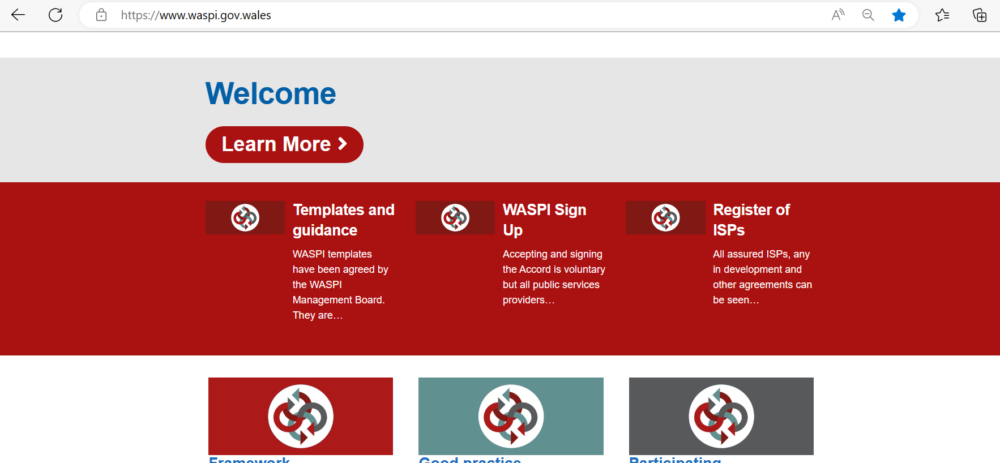 https://www.waspi.gov.wales
Welcome
Learn More
Templates and
guidance
WASPI templates
have been agreed by
the WASPI
Management Board.
They are…
WASPI Sign
Up
Accepting and signing
the Accord is voluntary
but all public services
providers…
Register of
ISPs
All assured ISPs, any
in development and
other agreements can
be seen…
Framework
Good practice
Participating